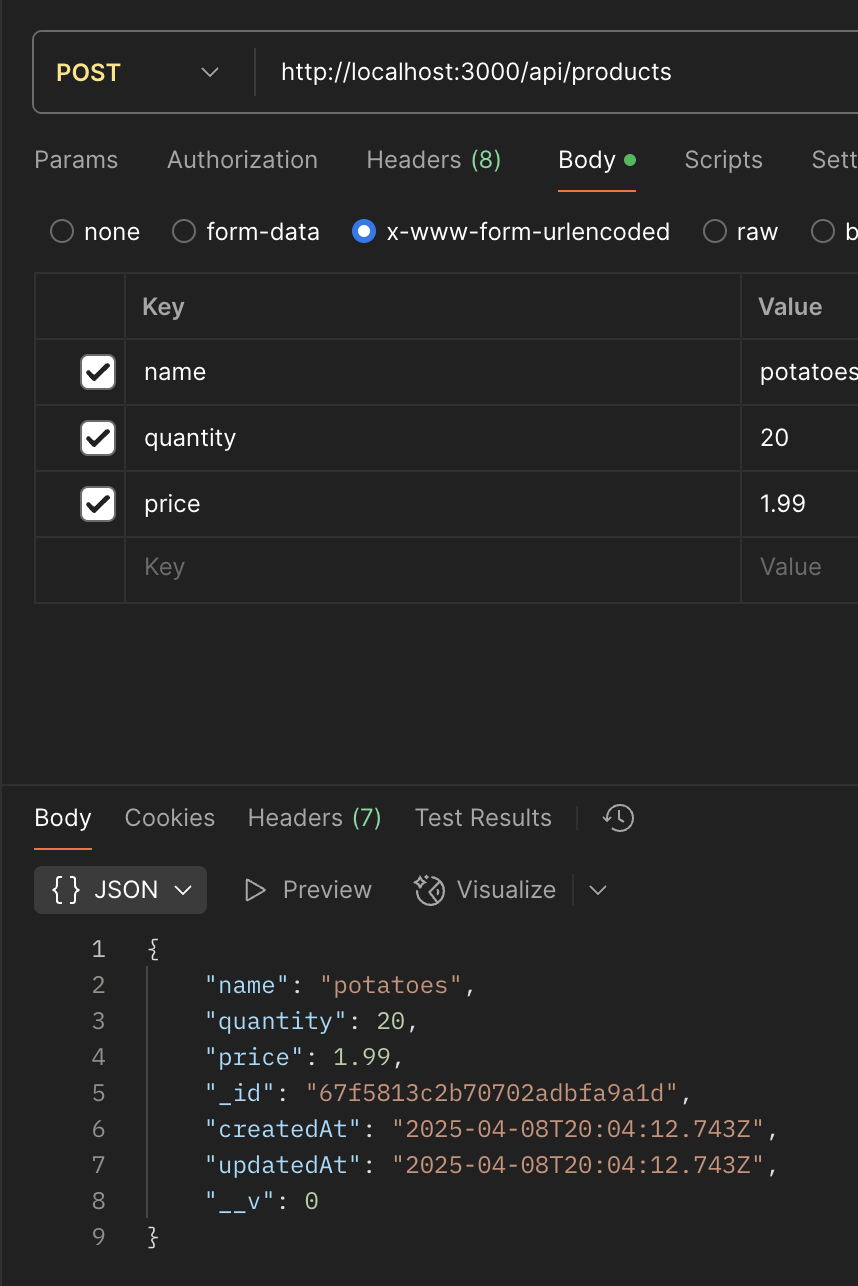 POST http://localhost:3000/api/products
Params Authorization Headers (8) Body Scripts Sett
none form-data x-www-form-urlencoded raw b
Key Value
name potatoes
quantity 20
price 1.99
Key Value
Body Cookies Headers (7) Test Results
{ } JSON Preview Visualize
1 {
2 "name": "potatoes",
3 "quantity": 20,
4 "price": 1.99,
5 "_id": "67f5813c2b70702adbfa9a1d",
6 "createdAt": "2025-04-08T20:04:12.743Z",
7 "updatedAt": "2025-04-08T20:04:12.743Z",
8 "__v": 0
9 }